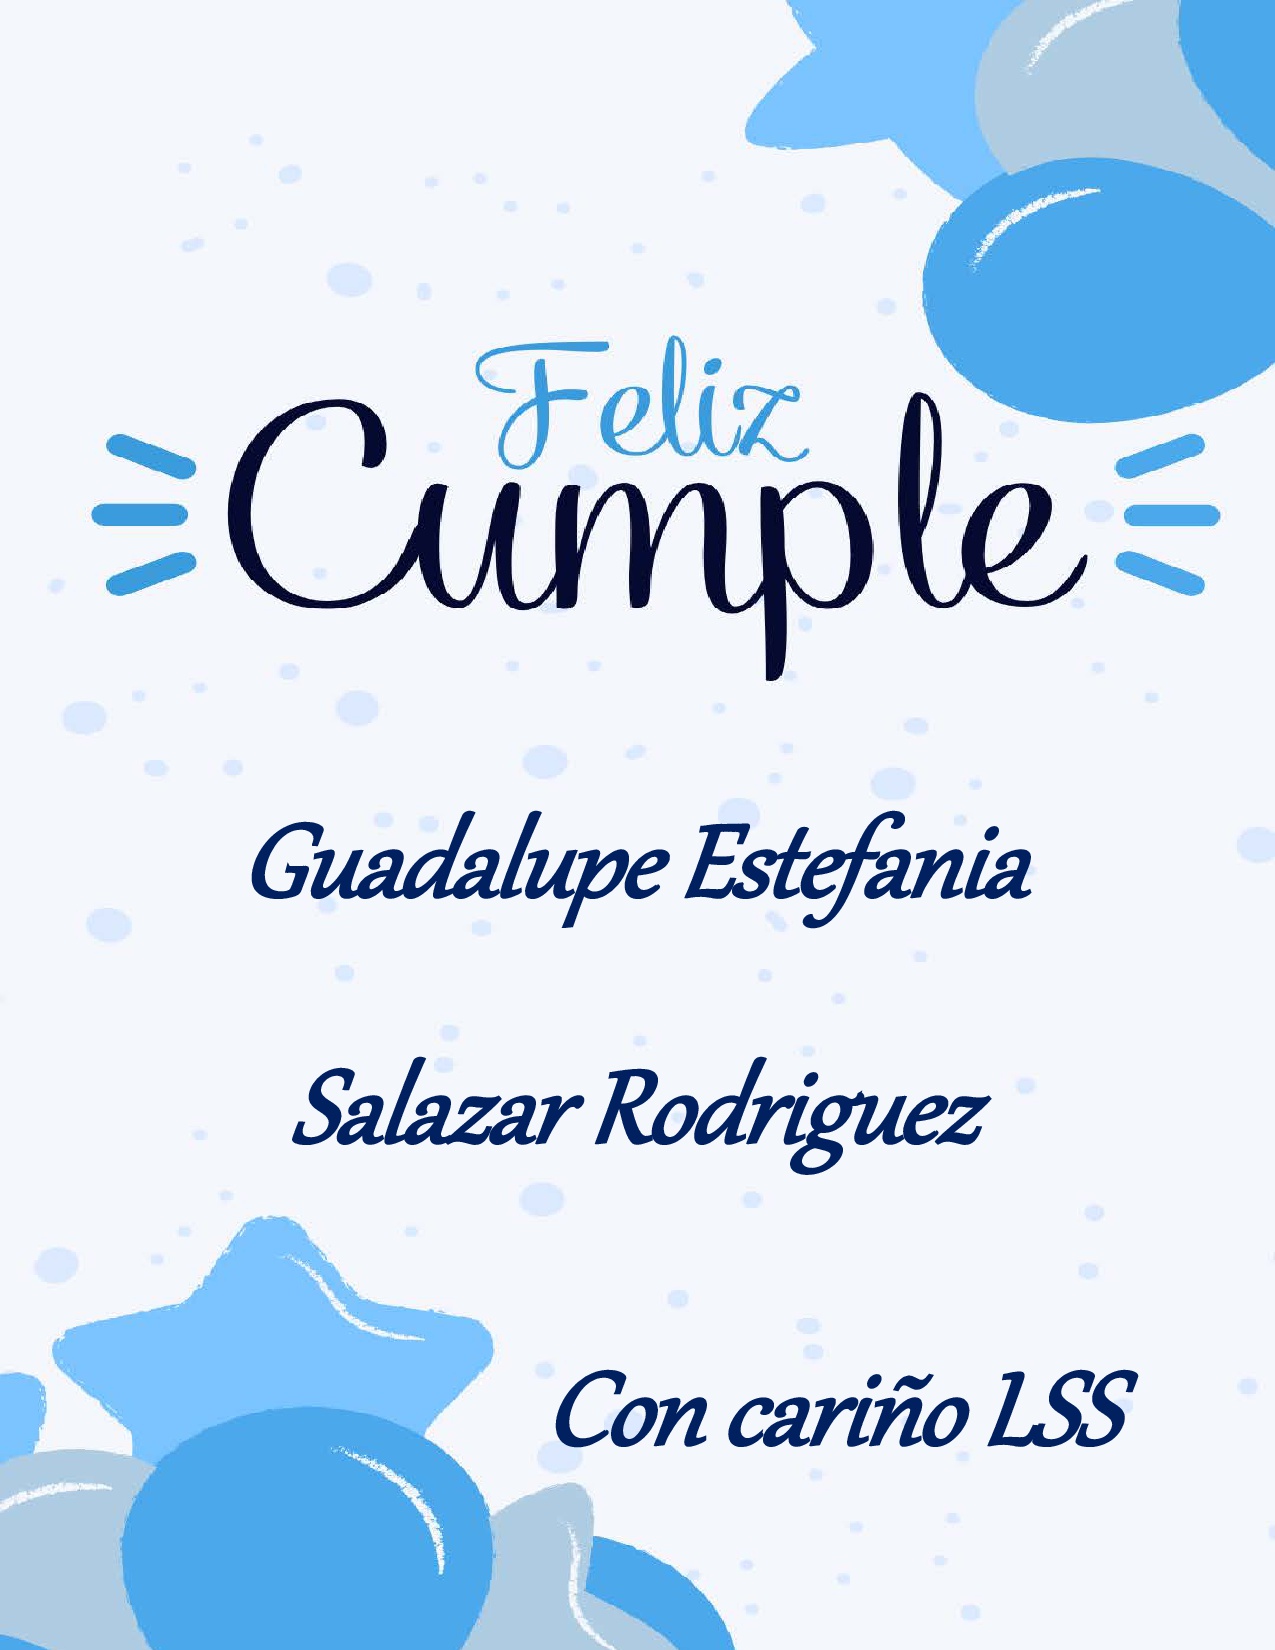 Feliz
Cumple
Guadalupe Estefania
Salazar Rodriguez
Con cariño LSS